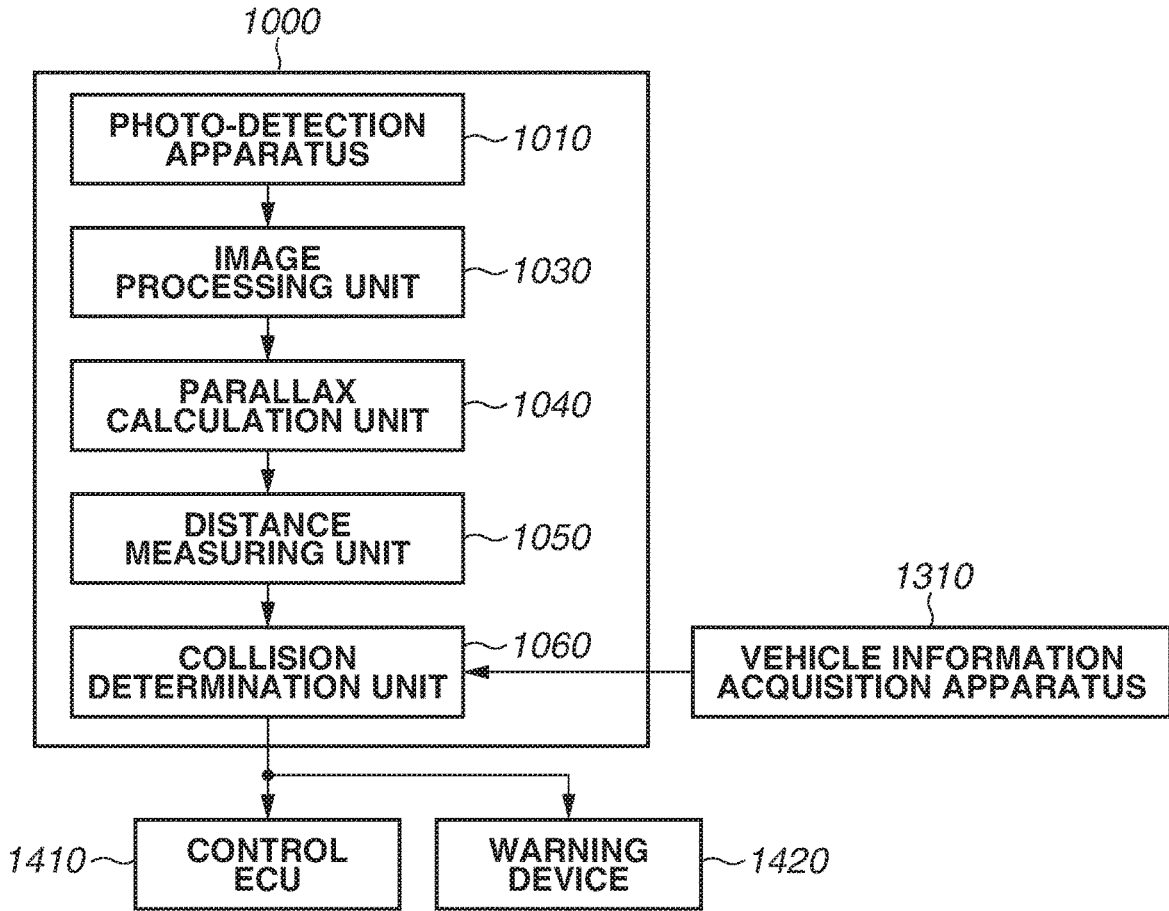 1000
PHOTO-DETECTION
APPARATUS
1010
IMAGE
PROCESSING UNIT
1030
PARALLAX
CALCULATION UNIT
1040
DISTANCE
MEASURING UNIT
1050
COLLISION
DETERMINATION UNIT
1060
1310
VEHICLE INFORMATION
ACQUISITION APPARATUS
1410
CONTROL
ECU
WARNING
DEVICE
1420